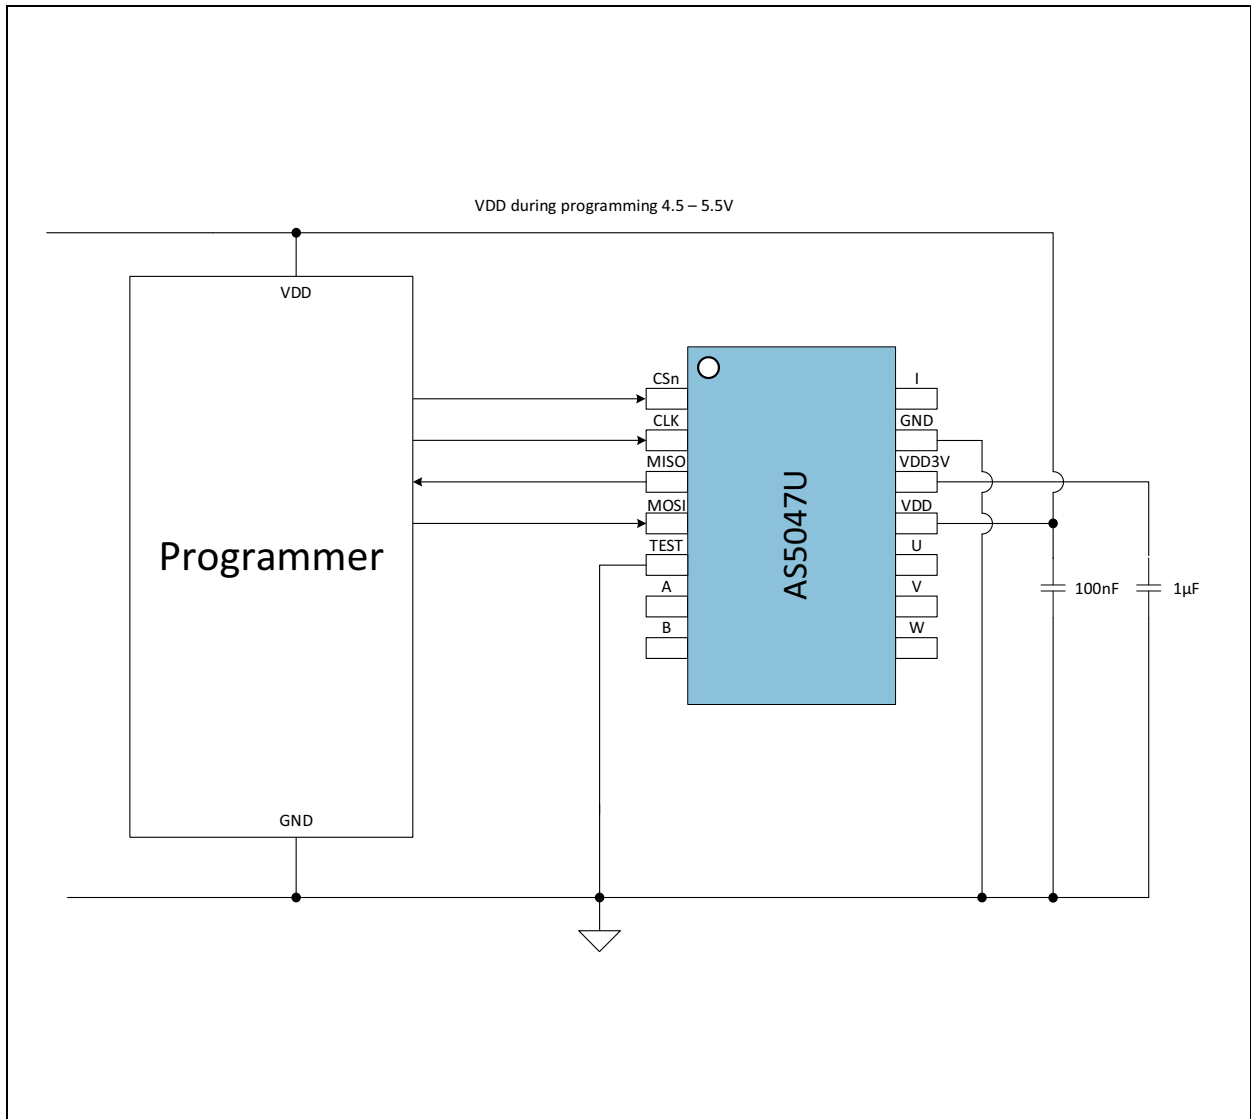 VDD during programming 4.5 – 5.5V
VDD
Programmer
GND
CSn
CLK
MISO
MOSI
TEST
A
B
AS5047U
I
GND
VDD3V
VDD
U
V
W
100nF
1µF